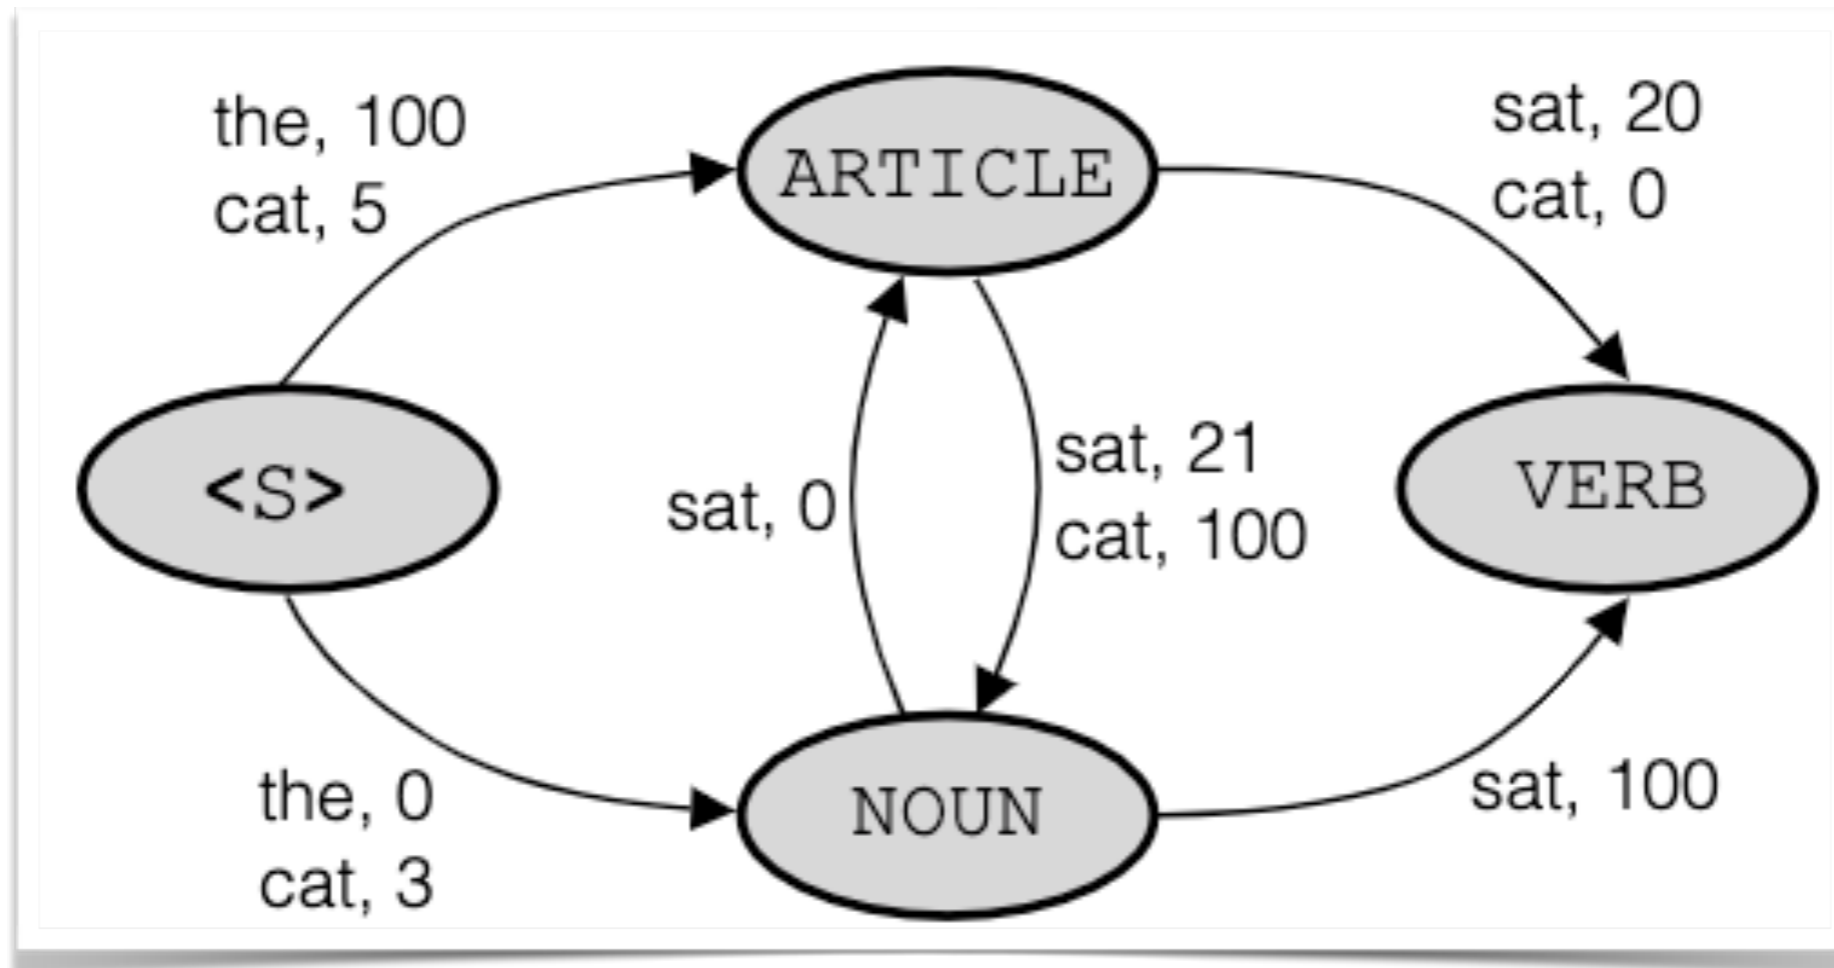 the, 100
cat, 5
ARTICLE
sat, 20
cat, 0
<S>
sat, 0
sat, 21
cat, 100
VERB
the, 0
cat, 3
NOUN
sat, 100